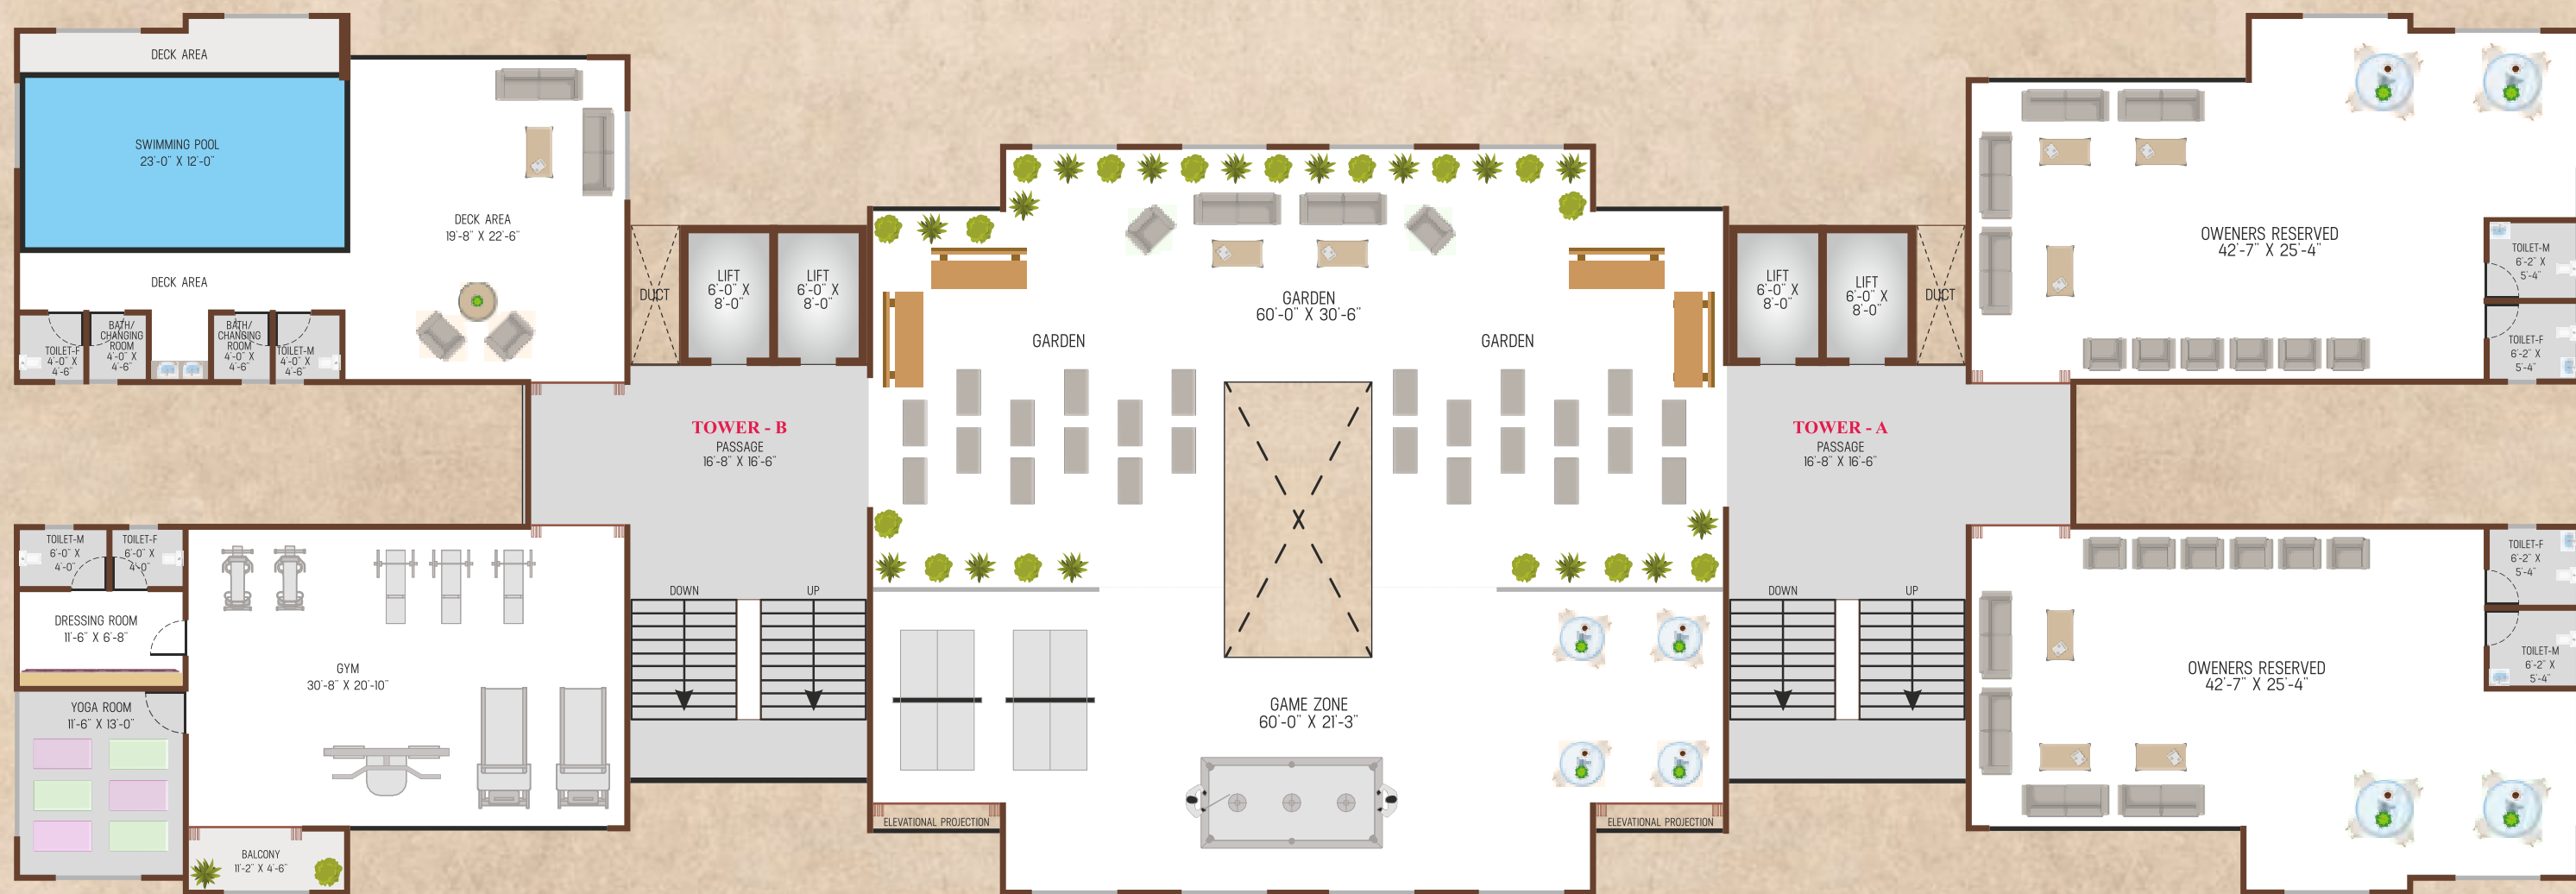 DECK AREA
SWIMMING POOL
23'-0" X 12'-0"
DECK AREA
19'-8" X 22'-6"
DECK AREA
TOILET-F
4'-0" X
4'-6"
BATH/
CHANGING
ROOM
4'-0" X
4'-6"
BATH/
CHANGING
ROOM
4'-0" X
4'-6"
TOILET-M
4'-0" X
4'-6"
DUCT
LIFT
6'-0" X
8'-0"
LIFT
6'-0" X
8'-0"
TOWER - B
PASSAGE
16'-8" X 16'-6"
DOWN
UP
TOILET-M
6'-0" X
4'-0"
TOILET-F
6'-0" X
4'-0"
DRESSING ROOM
11'-6" X 6'-8"
YOGA ROOM
11'-6" X 13'-0"
GYM
30'-8" X 20'-10"
BALCONY
11'-2" X 4'-6"
GARDEN
60'-0" X 30'-6"
GARDEN
GARDEN
X
GAME ZONE
60'-0" X 21'-3"
ELEVATIONAL PROJECTION
ELEVATIONAL PROJECTION
LIFT
6'-0" X
8'-0"
LIFT
6'-0" X
8'-0"
DUCT
TOWER - A
PASSAGE
16'-8" X 16'-6"
DOWN
UP
OWENERS RESERVED
42'-7" X 25'-4"
TOILET-M
6'-2" X
5'-4"
TOILET-F
6'-2" X
5'-4"
TOILET-F
6'-2" X
5'-4"
TOILET-M
6'-2" X
5'-4"
OWENERS RESERVED
42'-7" X 25'-4"